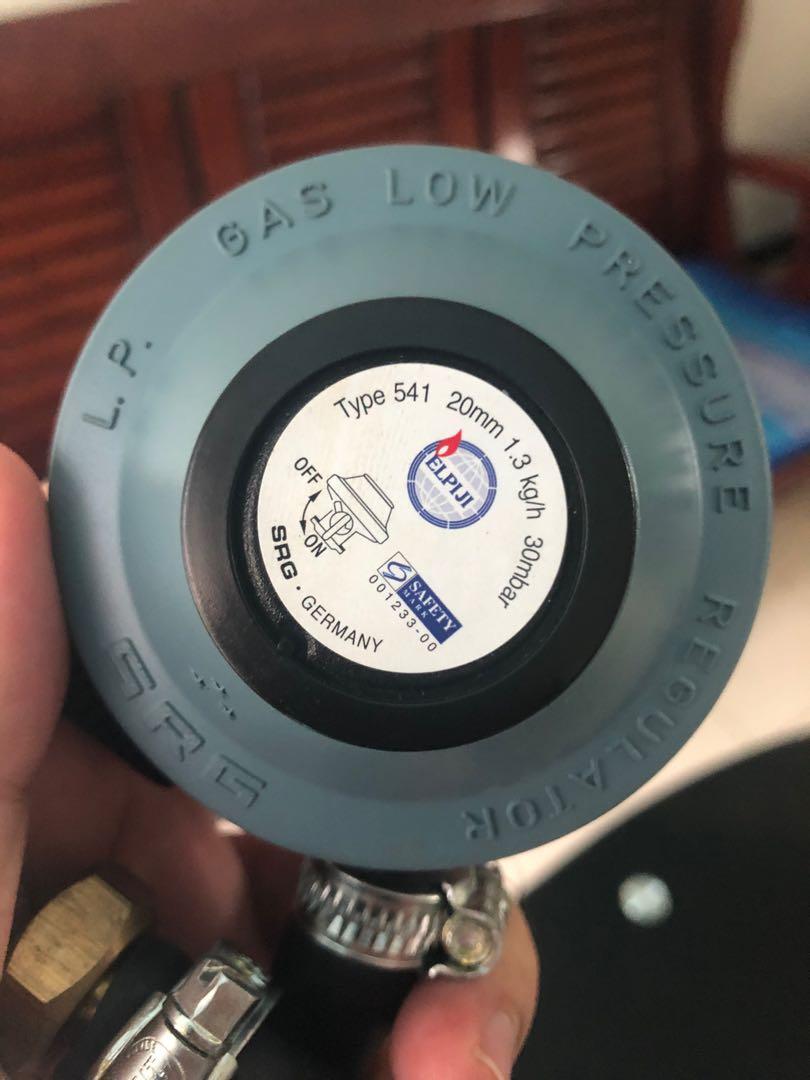 L.P. GAS LOW PRESSURE REGULATOR
SRG
Type 541 20mm 1.3 kg/h 30mbar
ELPIJI
OFF
ON
SAFETY
MARK
001233-00
SRG · GERMANY